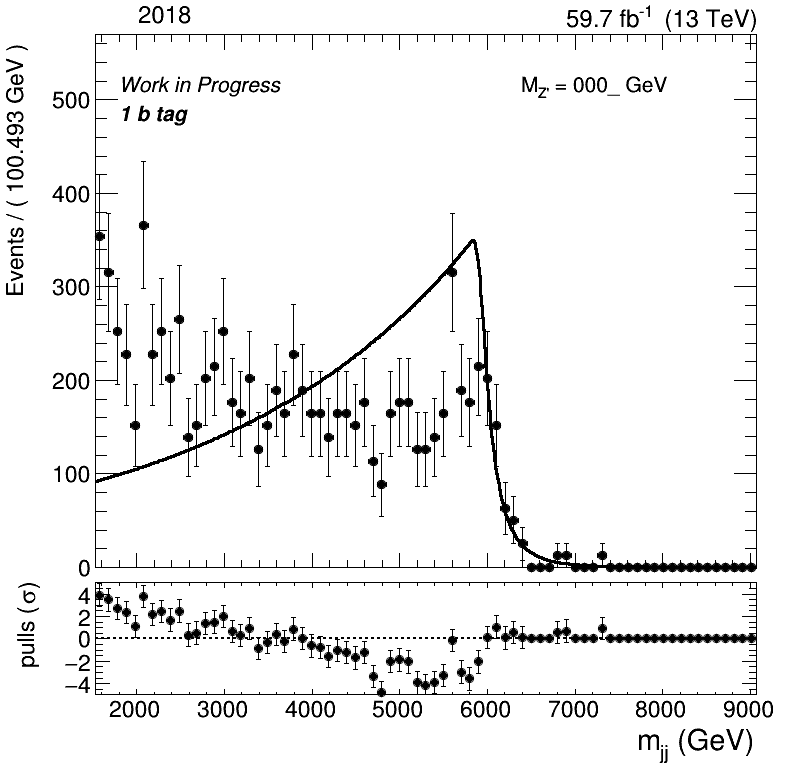 2018 59.7 fb⁻¹ (13 TeV)
Events / ( 100.493 GeV )
Work in Progress
1 b tag
M_Z' = 000_ GeV
500
400
300
200
100
0
pulls (σ)
4
2
0
−2
−4
2000 3000 4000 5000 6000 7000 8000 9000
m_jj (GeV)